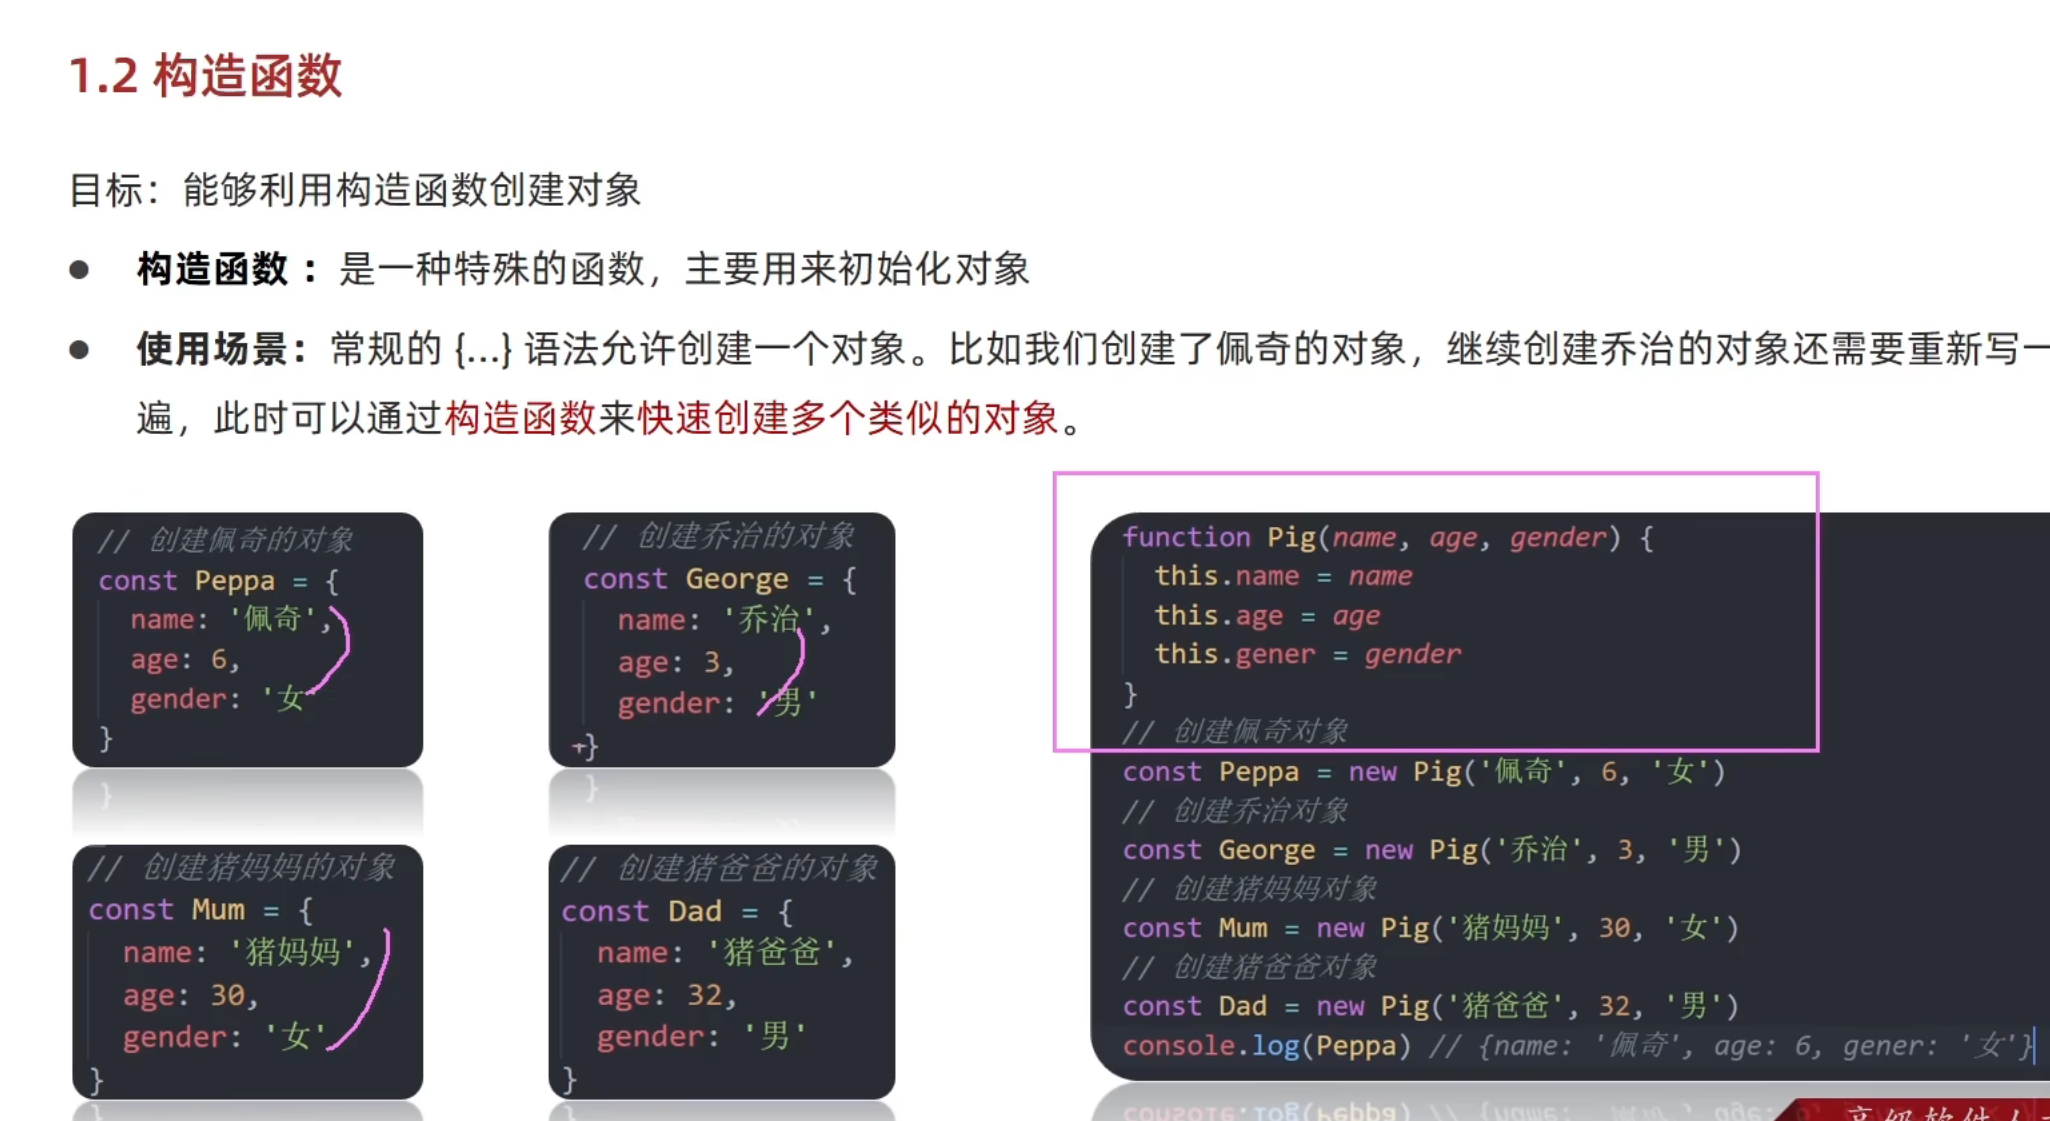 1.2 构造函数
目标：能够利用构造函数创建对象
● 构造函数：是一种特殊的函数，主要用来初始化对象
● 使用场景：常规的 {...} 语法允许创建一个对象。比如我们创建了佩奇的对象，继续创建乔治的对象还需要重新写一
遍，此时可以通过构造函数来快速创建多个类似的对象。
// 创建佩奇的对象
const Peppa = {
name: '佩奇',
age: 6,
gender: '女
}
// 创建乔治的对象
const George = {
name: '乔治',
age: 3,
gender: '男'
}
// 创建猪妈妈的对象
const Mum = {
name: '猪妈妈',
age: 30,
gender: '女'
}
// 创建猪爸爸的对象
const Dad = {
name: '猪爸爸',
age: 32,
gender: '男'
}
function Pig(name, age, gender) {
this.name = name
this.age = age
this.gener = gender
}
// 创建佩奇对象
const Peppa = new Pig('佩奇', 6, '女')
// 创建乔治对象
const George = new Pig('乔治', 3, '男')
// 创建猪妈妈对象
const Mum = new Pig('猪妈妈', 30, '女')
// 创建猪爸爸对象
const Dad = new Pig('猪爸爸', 32, '男')
console.log(Peppa) // {name: '佩奇', age: 6, gener: '女'}
高级软件人